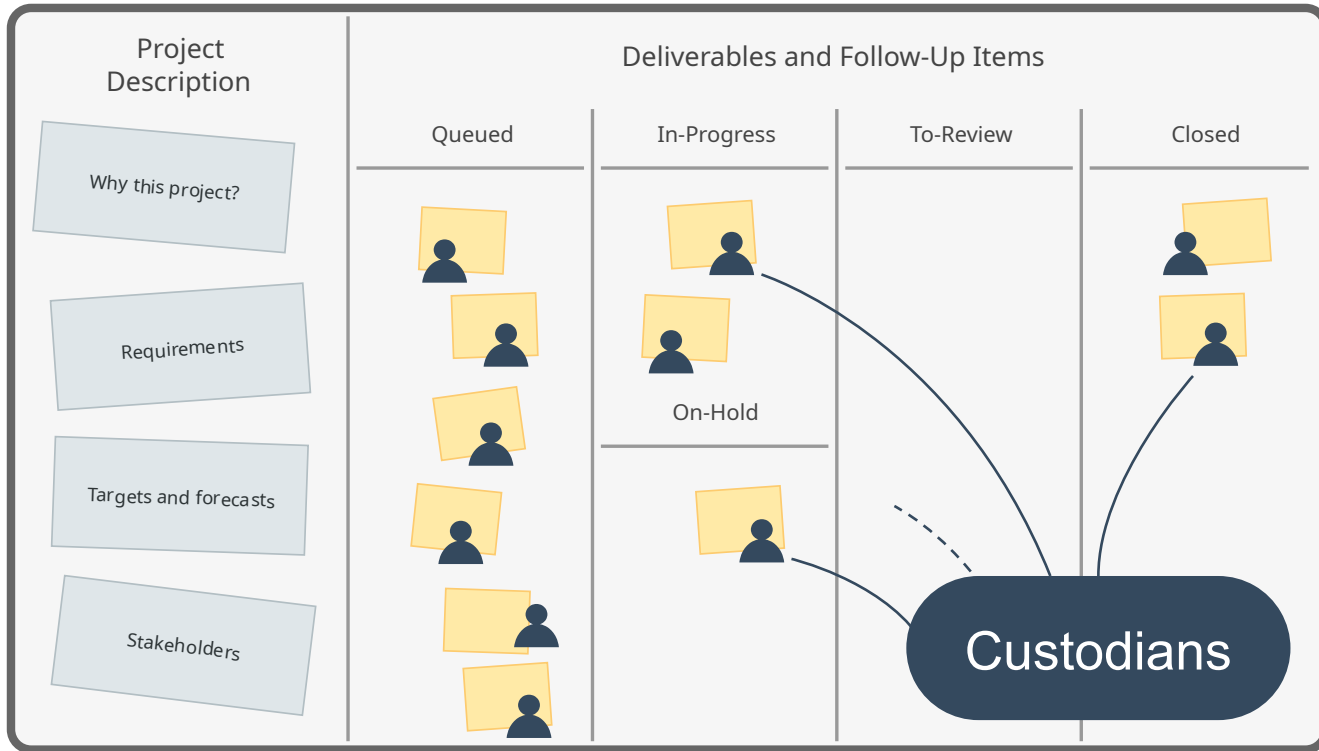 Project
Description
Why this project?
Requirements
Targets and forecasts
Stakeholders
Deliverables and Follow-Up Items
Queued
In-Progress
On-Hold
To-Review
Closed
Custodians